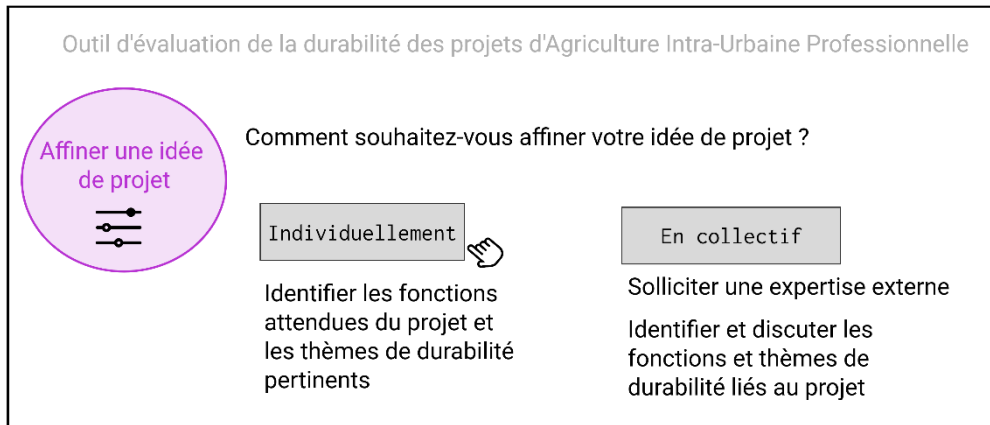 Outil d'évaluation de la durabilité des projets d'Agriculture Intra-Urbaine Professionnelle
Affiner une idée
de projet
Comment souhaitez-vous affiner votre idée de projet ?
Individuellement
Identifier les fonctions
attendues du projet et
les thèmes de durabilité
pertinents
En collectif
Solliciter une expertise externe
Identifier et discuter les
fonctions et thèmes de
durabilité liés au projet